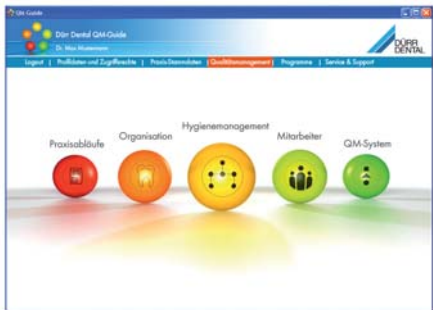 QM-Guide
Dürr Dental QM-Guide
Dr. Max Mustermann
DÜRR
DENTAL
Logout | Profildaten und Zugriffsrechte | Praxis-Stammdaten | Qualitätsmanagement | Programme | Service & Support
Praxisabläufe
Organisation
Hygienemanagement
Mitarbeiter
QM-System